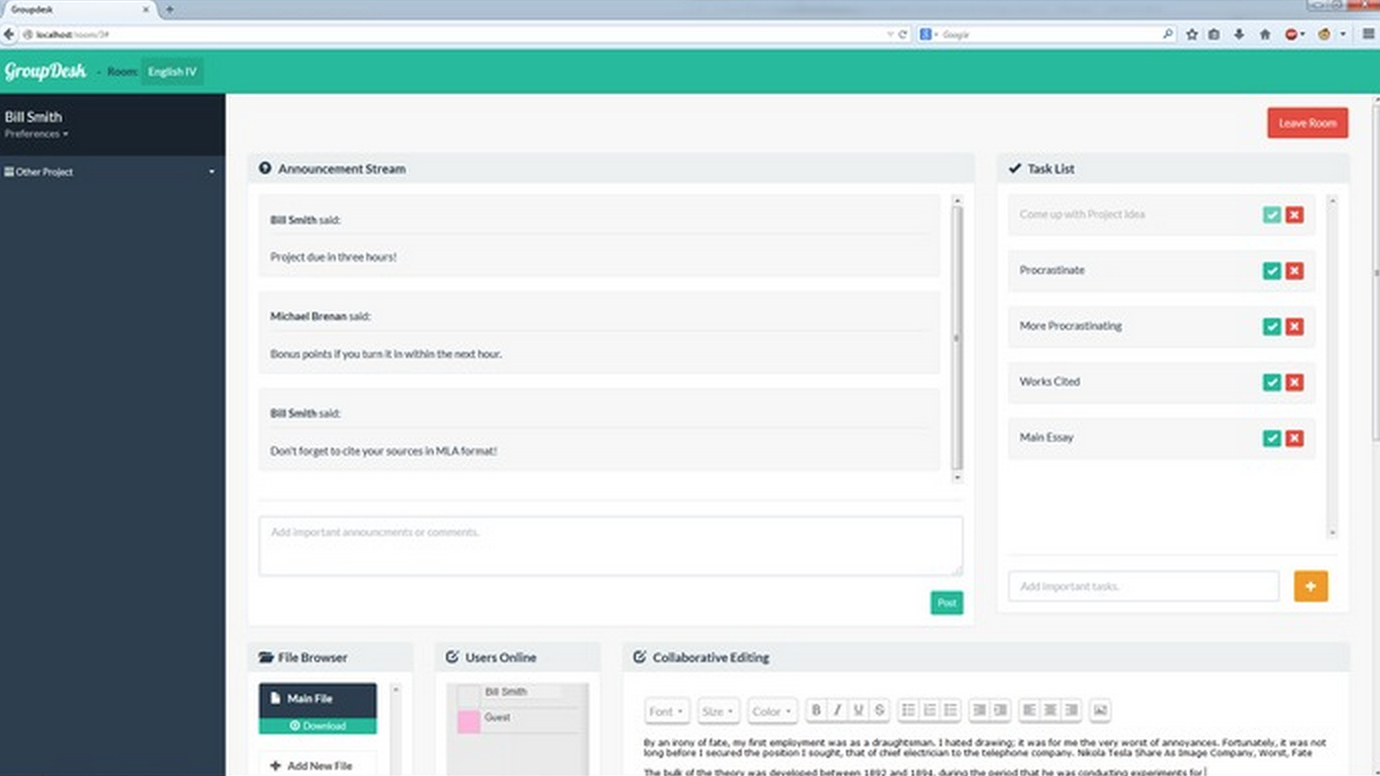 Groupdesk
localhost/room/3#
Google
GroupDesk - Room: English IV
Bill Smith
Preferences
Other Project
Leave Room
Announcement Stream
Bill Smith said:
Project due in three hours!
Michael Brenan said:
Bonus points if you turn it in within the next hour.
Bill Smith said:
Don't forget to cite your sources in MLA format!
Add important announcments or comments.
Post
Task List
Come up with Project Idea
Procrastinate
More Procrastinating
Works Cited
Main Essay
Add important tasks.
File Browser
Main File
Download
Add New File
Users Online
Bill Smith
Guest
Collaborative Editing
Font Size Color B I U S
By an irony of fate, my first employment was as a draughtsman. I hated drawing; it was for me the very worst of annoyances. Fortunately, it was not
long before I secured the position I sought, that of chief electrician to the telephone company. Nikola Tesla Share As Image Company, Worst, Fate
The bulk of the theory was developed between 1892 and 1894, during the period that he was conducting experiments for